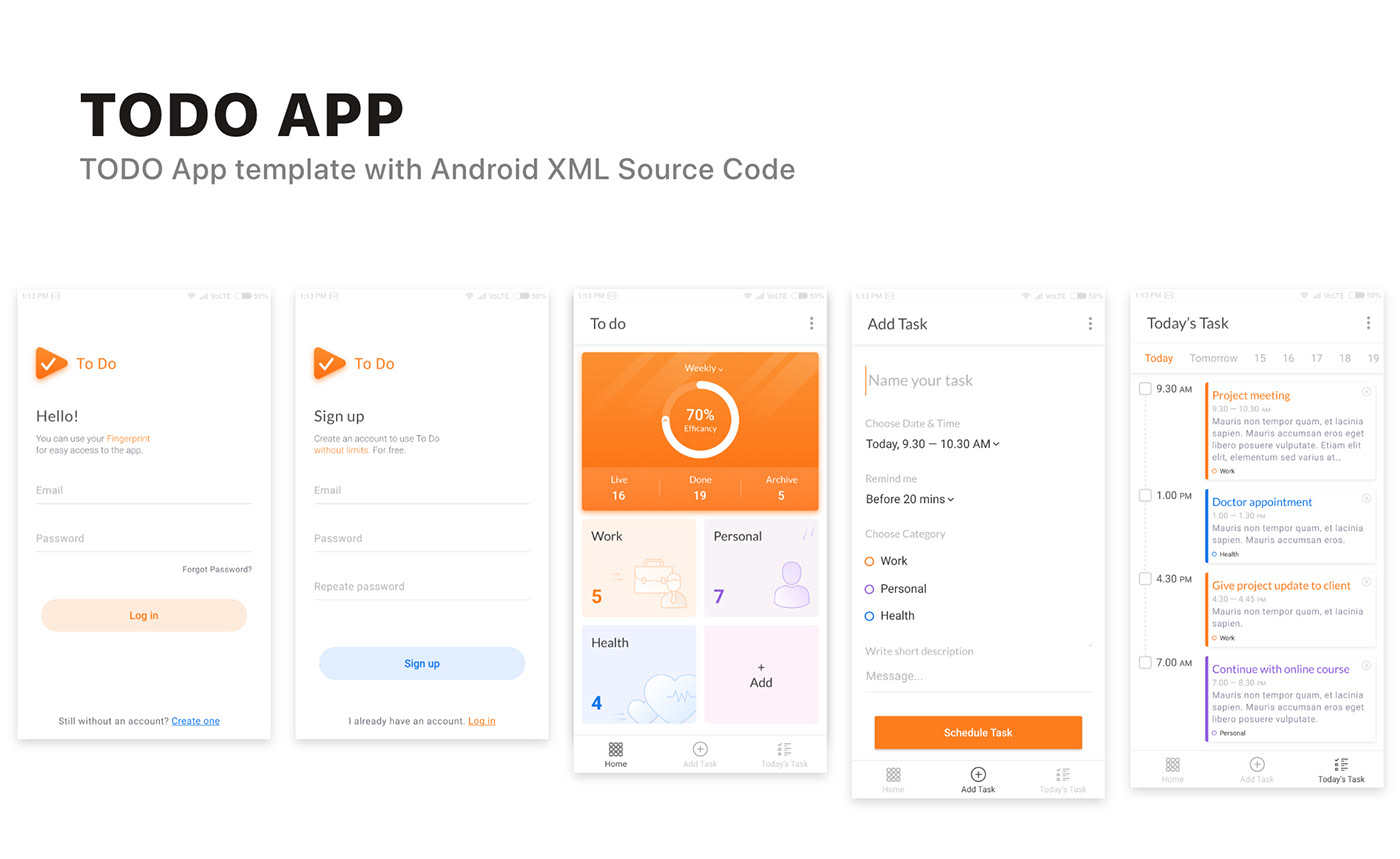 TODO APP
TODO App template with Android XML Source Code
1:13 PM
VoLTE 50%
To Do
Hello!
You can use your Fingerprint
for easy access to the app.
Email
Password
Forgot Password?
Log in
Still without an account? Create one
1:13 PM
VoLTE 50%
To Do
Sign up
Create an account to use To Do
without limits. For free.
Email
Password
Repeate password
Sign up
I already have an account. Log in
1:13 PM
VoLTE 50%
To do
Weekly
70%
Efficancy
Live
Done
Archive
16
19
5
Work
5
Personal
7
Health
4
+
Add
Home
Add Task
Today's Task
1:13 PM
VoLTE 50%
Add Task
Name your task
Choose Date & Time
Today, 9.30 — 10.30 AM
Remind me
Before 20 mins
Choose Category
Work
Personal
Health
Write short description
Message...
Schedule Task
Home
Add Task
Today's Task
1:13 PM
VoLTE 50%
Today's Task
Today Tomorrow 15 16 17 18 19
9.30 AM
Project meeting
9.30 — 10.30 AM
Mauris non tempor quam, et lacinia
sapien. Mauris accumsan eros eget
libero posuere vulputate. Etiam elit
elit, elementum sed varius at...
Work
1.00 PM
Doctor appointment
1.00 — 1.30 PM
Mauris non tempor quam, et lacinia
sapien. Mauris accumsan eros.
Health
4.30 PM
Give project update to client
4.30 — 4.45 PM
Mauris non tempor quam, et lacinia
sapien.
Work
7.00 AM
Continue with online course
7.00 — 8.30 PM
Mauris non tempor quam, et lacinia
sapien. Mauris accumsan eros eget
libero posuere vulputate.
Personal
Home
Add Task
Today's Task